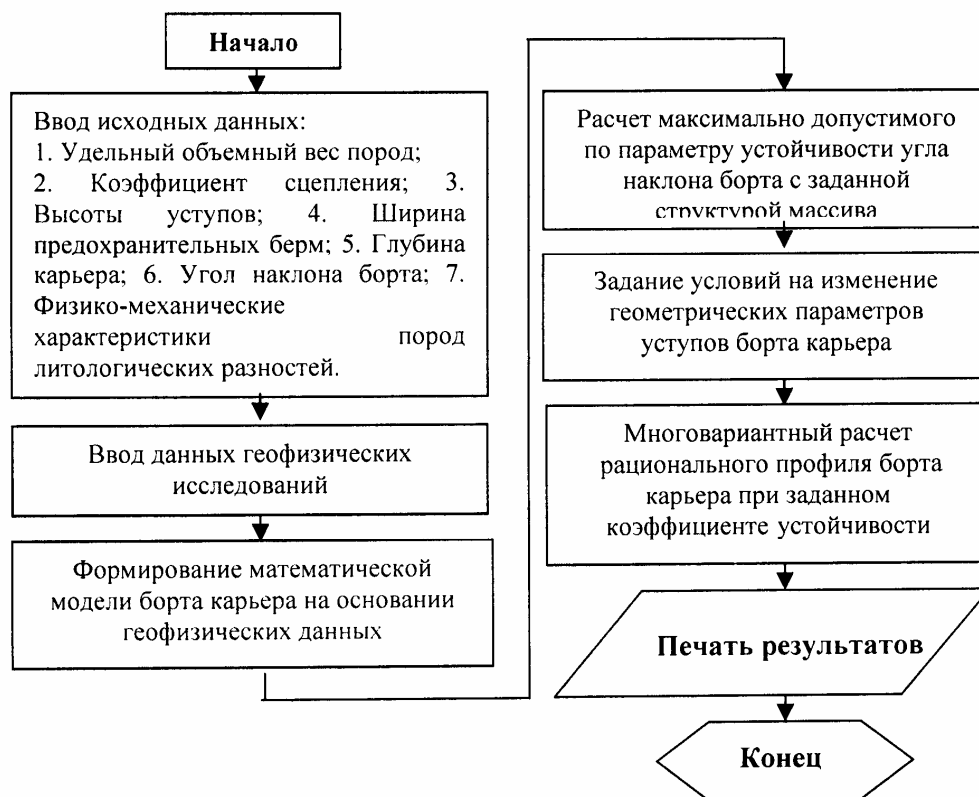 Начало
Ввод исходных данных:
1. Удельный объемный вес пород;
2. Коэффициент сцепления; 3.
Высоты уступов; 4. Ширина
предохранительных берм; 5. Глубина
карьера; 6. Угол наклона борта; 7.
Физико-механические
характеристики пород
литологических разностей.
Ввод данных геофизических
исследований
Формирование математической
модели борта карьера на основании
геофизических данных
Расчет максимально допустимого
по параметру устойчивости угла
наклона борта с заданной
структурой массива
Задание условий на изменение
геометрических параметров
уступов борта карьера
Многовариантный расчет
рационального профиля борта
карьера при заданном
коэффициенте устойчивости
Печать результатов
Конец